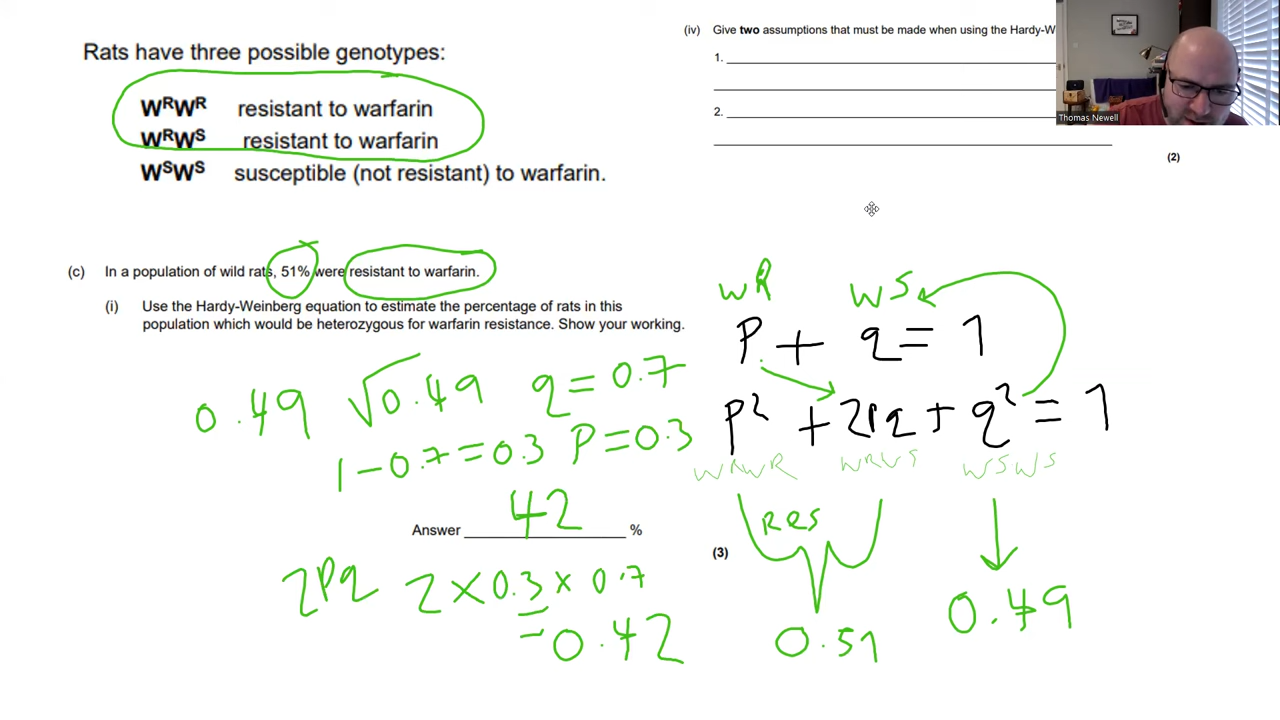 Rats have three possible genotypes:
WRWR resistant to warfarin
WRWS resistant to warfarin
WSWS susceptible (not resistant) to warfarin.
(c) In a population of wild rats, 51% were resistant to warfarin.
(i) Use the Hardy-Weinberg equation to estimate the percentage of rats in this
population which would be heterozygous for warfarin resistance. Show your working.
0.49 √0.49 q = 0.7
1 - 0.7 = 0.3 P = 0.3
Answer 42 %
2Pq 2 × 0.3 × 0.7
= 0.42
(3)
(iv) Give two assumptions that must be made when using the Hardy-W
1.
2.
(2)
Thomas Newell
WR WS
P + q = 1
P² + 2Pq + q² = 1
WRWR WRWS WSWS
Res
0.51 0.49